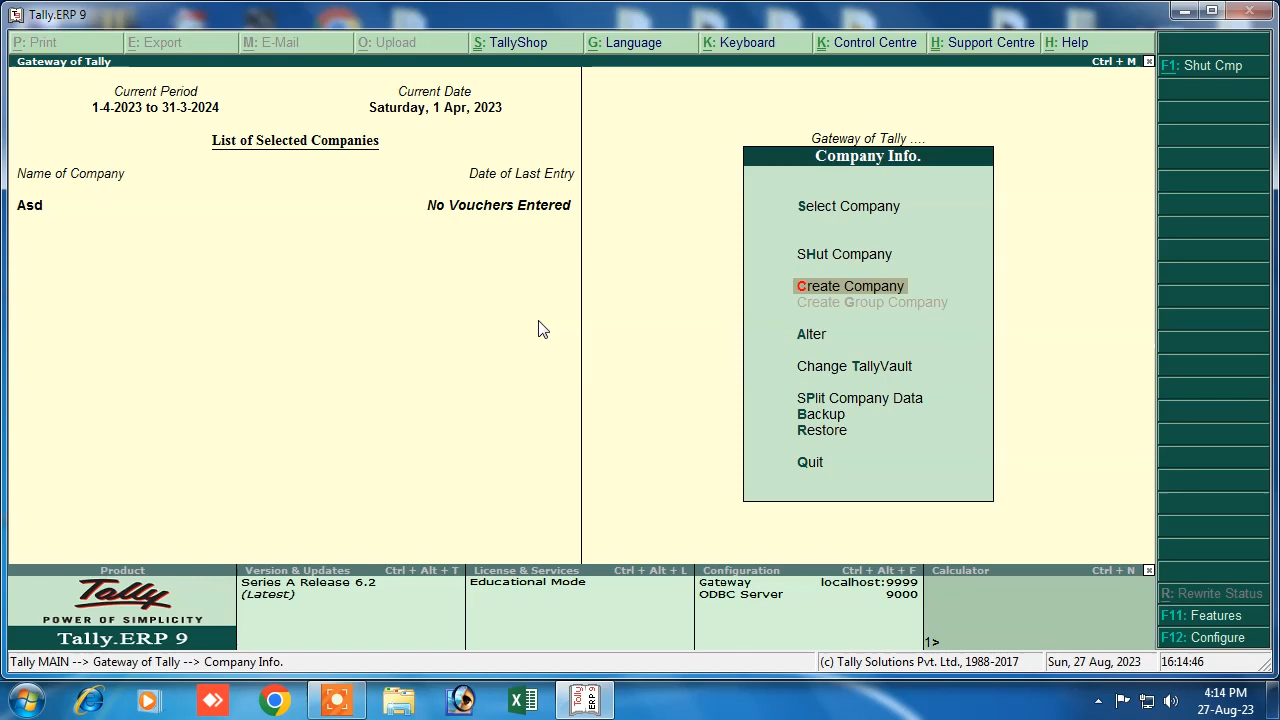 Tally.ERP 9
P: Print
E: Export
M: E-Mail
O: Upload
S: TallyShop
G: Language
K: Keyboard
K: Control Centre
H: Support Centre
H: Help
Gateway of Tally
Ctrl + M
F1: Shut Cmp
Current Period
1-4-2023 to 31-3-2024
Current Date
Saturday, 1 Apr, 2023
List of Selected Companies
Name of Company
Date of Last Entry
Asd
No Vouchers Entered
Gateway of Tally ....
Company Info.
Select Company
SHut Company
Create Company
Create Group Company
Alter
Change TallyVault
SPlit Company Data
Backup
Restore
Quit
Product
Tally
POWER OF SIMPLICITY
Tally.ERP 9
Version & Updates Ctrl + Alt + T
Series A Release 6.2
(Latest)
License & Services Ctrl + Alt + L
Educational Mode
Configuration Ctrl + Alt + F
Gateway localhost:9999
ODBC Server 9000
Calculator Ctrl + N
1>
R: Rewrite Status
F11: Features
F12: Configure
Tally MAIN --> Gateway of Tally --> Company Info.
(c) Tally Solutions Pvt. Ltd., 1988-2017
Sun, 27 Aug, 2023
16:14:46
4:14 PM
27-Aug-23